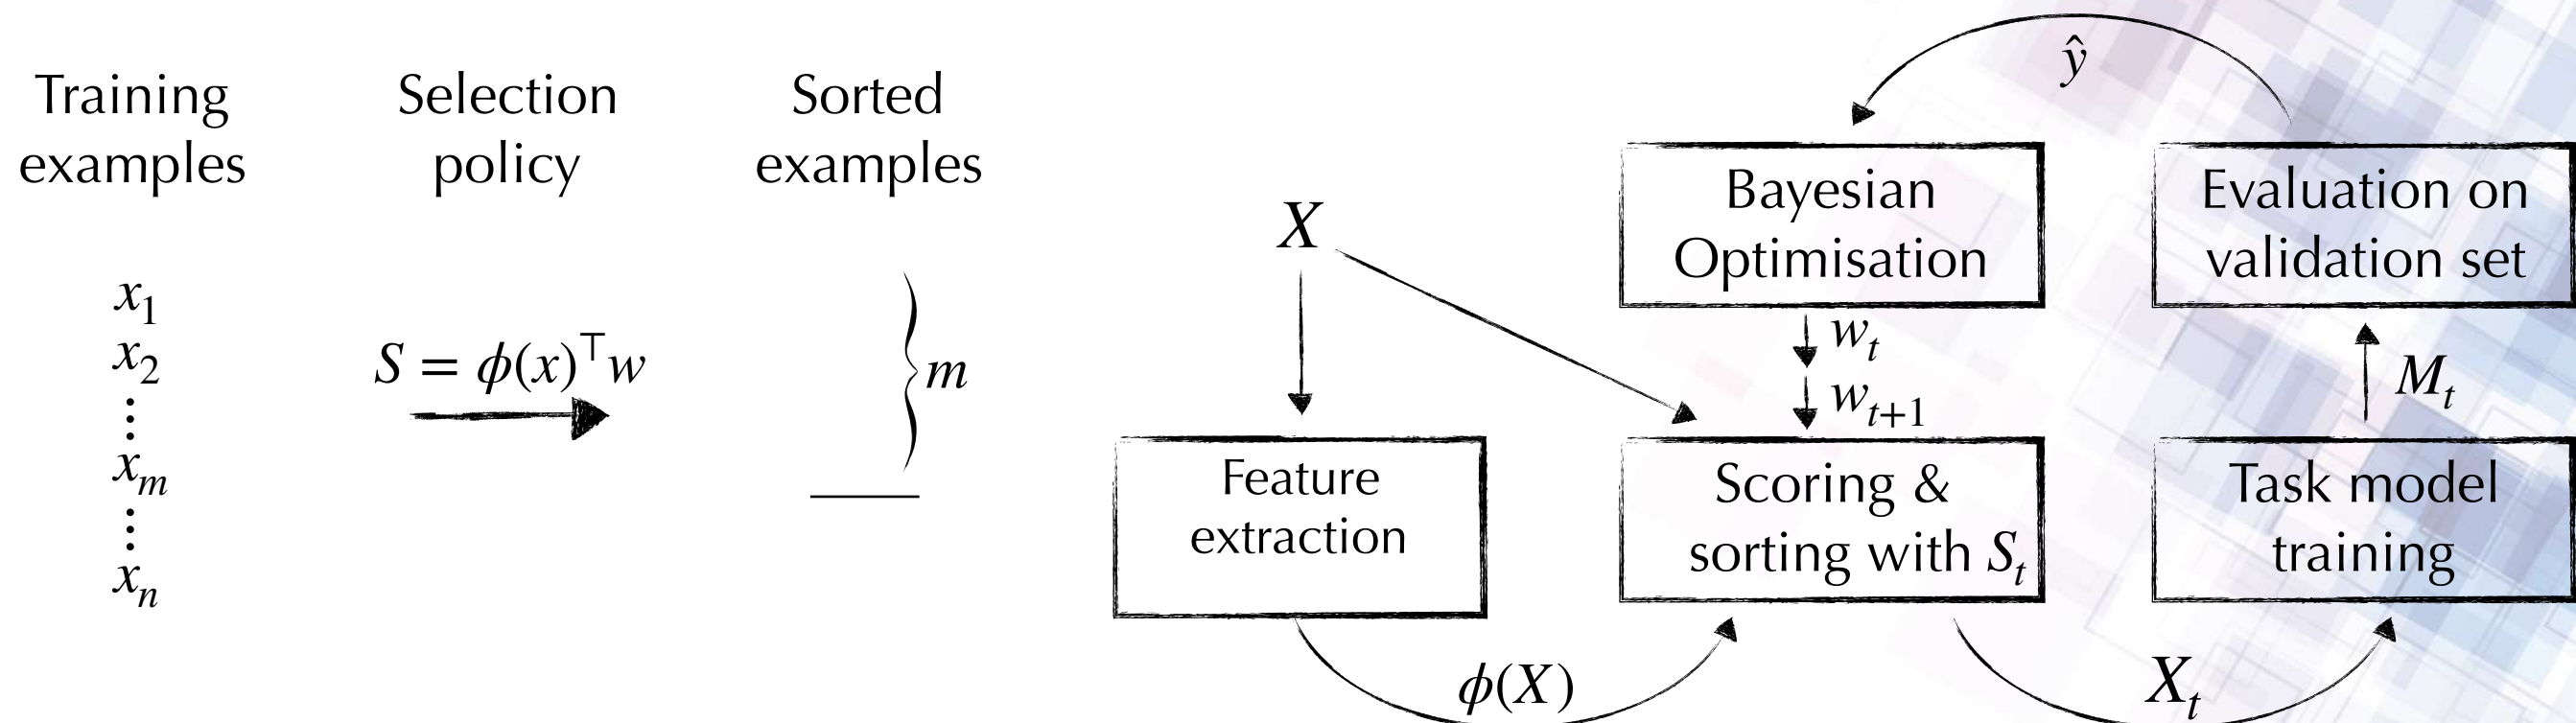 Training
examples
Selection
policy
Sorted
examples
x₁
x₂
⋮
xₘ
⋮
xₙ
S = ϕ(x)ᵀw
m
X
Feature
extraction
ϕ(X)
Bayesian
Optimisation
wₜ
wₜ₊₁
Scoring &
sorting with Sₜ
Xₜ
Task model
training
Mₜ
Evaluation on
validation set
ŷ